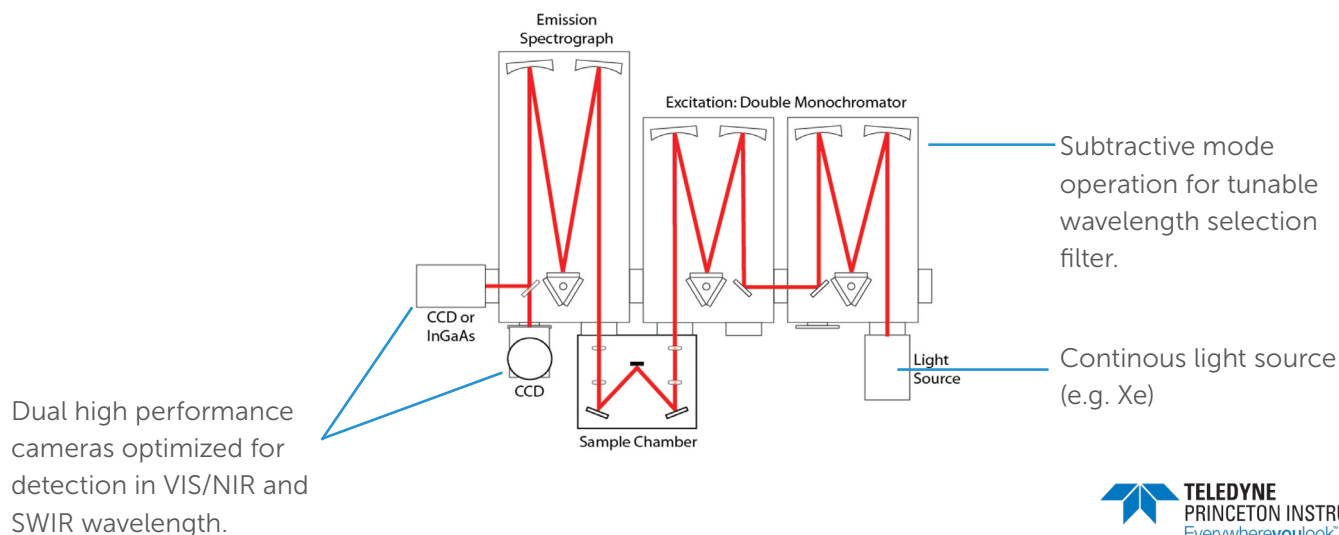 Emission
Spectrograph
Excitation: Double Monochromator
Subtractive mode
operation for tunable
wavelength selection
filter.
CCD or
InGaAs
CCD
Light
Source
Continous light source
(e.g. Xe)
Sample Chamber
Dual high performance
cameras optimized for
detection in VIS/NIR and
SWIR wavelength.
TELEDYNE
PRINCETON INSTRU
Everywhereyoulook™